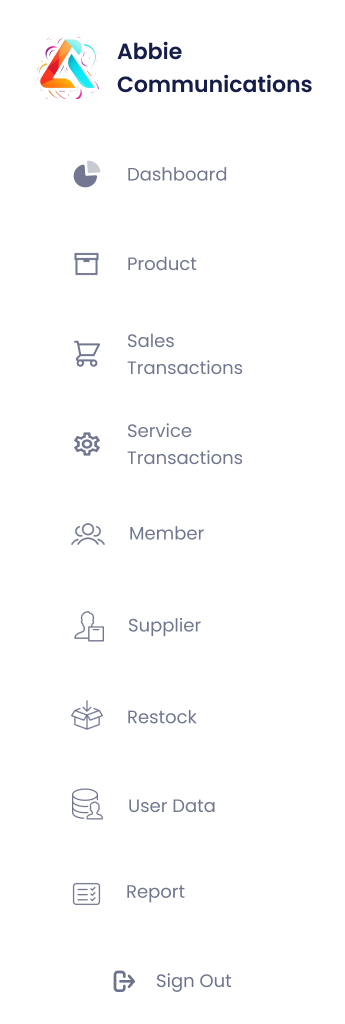 Abbie
Communications
Dashboard
Product
Sales
Transactions
Service
Transactions
Member
Supplier
Restock
User Data
Report
Sign Out